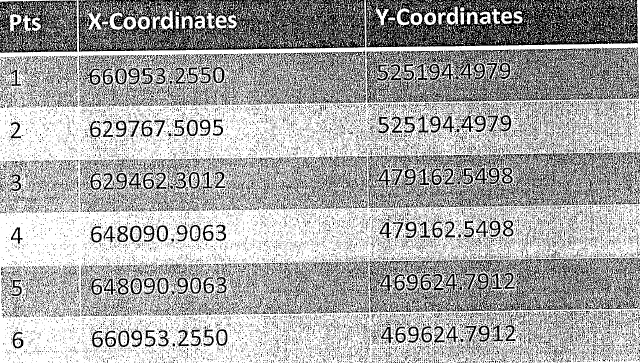 Pts X-Coordinates Y-Coordinates
1 660953.2550 525194.4979
2 629767.5095 525194.4979
3 629462.3012 479162.5498
4 648090.9063 479162.5498
5 648090.9063 469624.7912
6 660953.2550 469624.7912